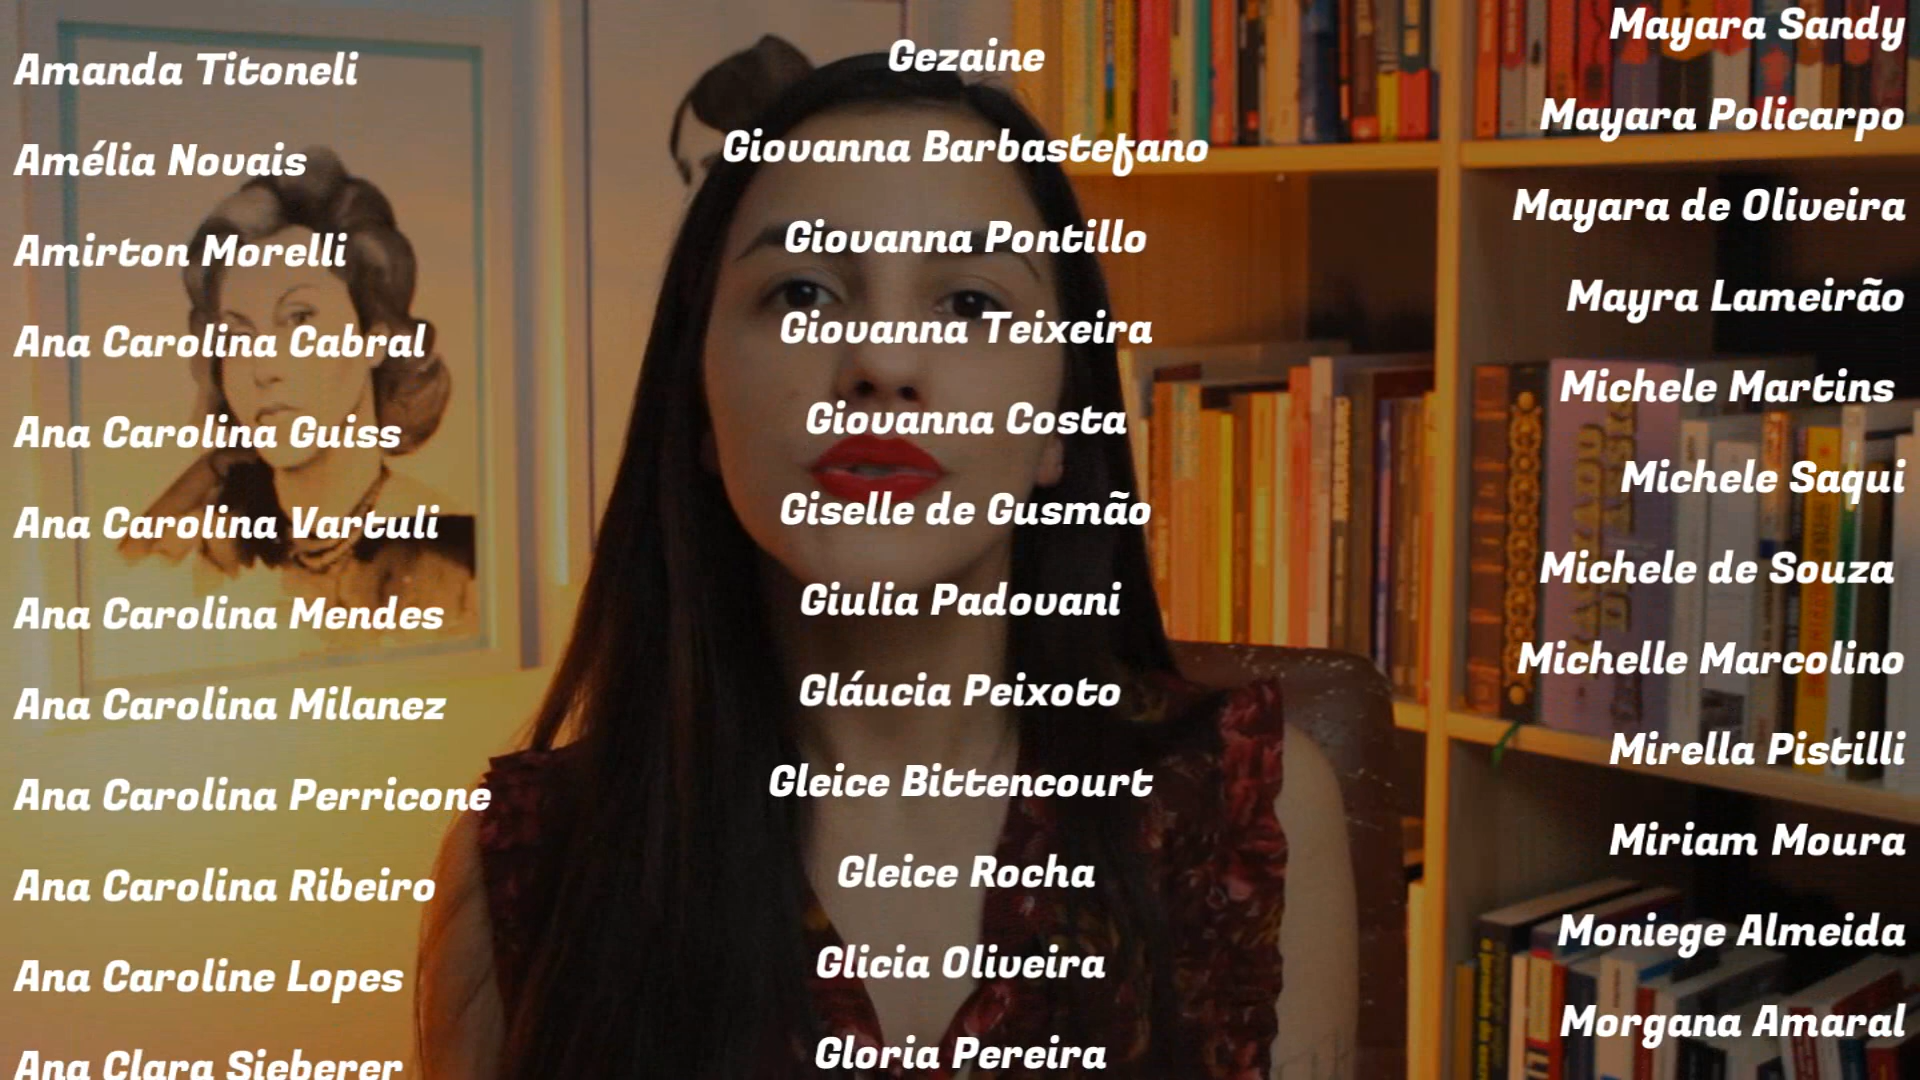 Amanda Titoneli
Amélia Novais
Amirton Morelli
Ana Carolina Cabral
Ana Carolina Guiss
Ana Carolina Vartuli
Ana Carolina Mendes
Ana Carolina Milanez
Ana Carolina Perricone
Ana Carolina Ribeiro
Ana Caroline Lopes
Ana Clara Sieberer
Gezaine
Giovanna Barbastefano
Giovanna Pontillo
Giovanna Teixeira
Giovanna Costa
Giselle de Gusmão
Giulia Padovani
Gláucia Peixoto
Gleice Bittencourt
Gleice Rocha
Glicia Oliveira
Gloria Pereira
Mayara Sandy
Mayara Policarpo
Mayara de Oliveira
Mayra Lameirão
Michele Martins
Michele Saqui
Michele de Souza
Michelle Marcolino
Mirella Pistilli
Miriam Moura
Moniege Almeida
Morgana Amaral